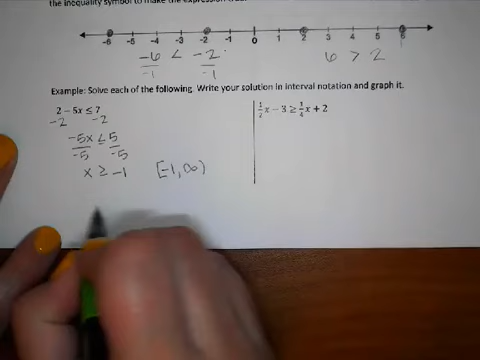 the inequality symbol to make the expression true.
-6 -5 -4 -3 -2 -1 0 1 2 3 4 5 6
-6 < -2 6 > 2
-1 -1
Example: Solve each of the following. Write your solution in interval notation and graph it.
2 − 5x ≤ 7
-2 -2
-5x ≤ 5
-5 -5
x ≥ -1 [-1, ∞)
1/2x − 3 ≥ 1/4x + 2